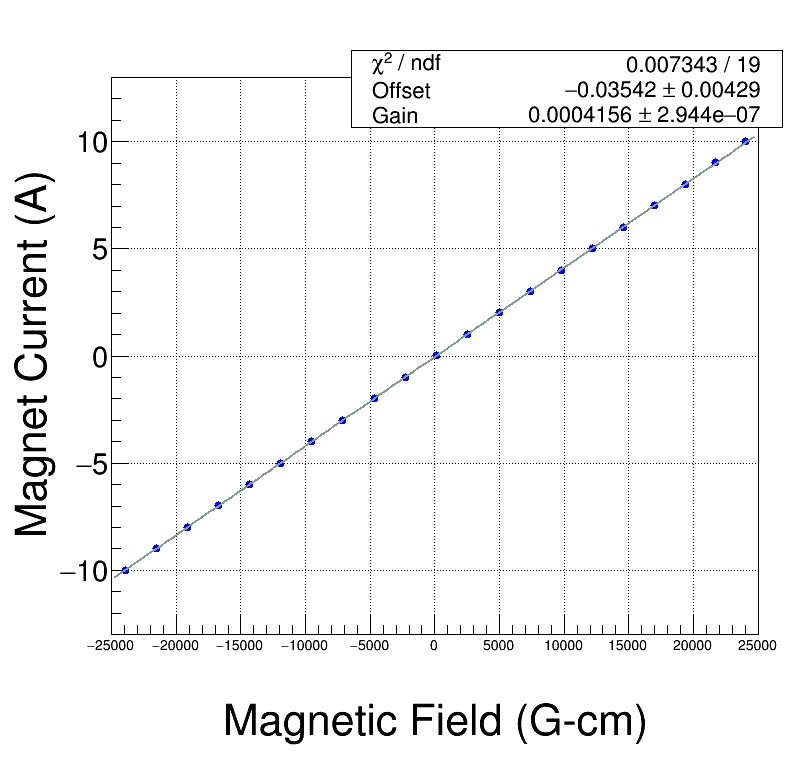 χ² / ndf 0.007343 / 19
Offset −0.03542 ± 0.00429
Gain 0.0004156 ± 2.944e−07
10
5
0
−5
−10
Magnet Current (A)
−25000 −20000 −15000 −10000 −5000 0 5000 10000 15000 20000 25000
Magnetic Field (G-cm)